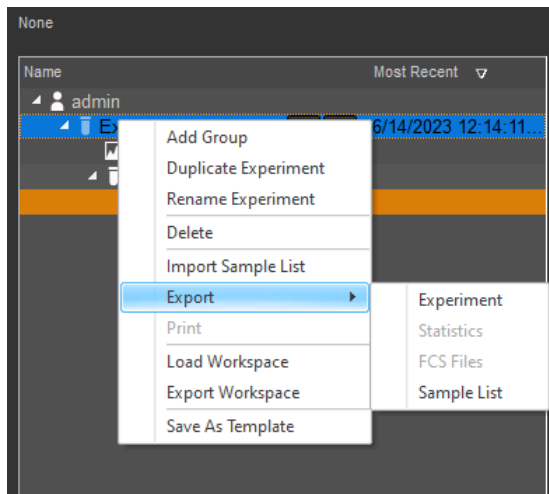 None
Name Most Recent
admin
6/14/2023 12:14:11...
Add Group
Duplicate Experiment
Rename Experiment
Delete
Import Sample List
Export
Experiment
Print
Statistics
Load Workspace
FCS Files
Export Workspace
Sample List
Save As Template